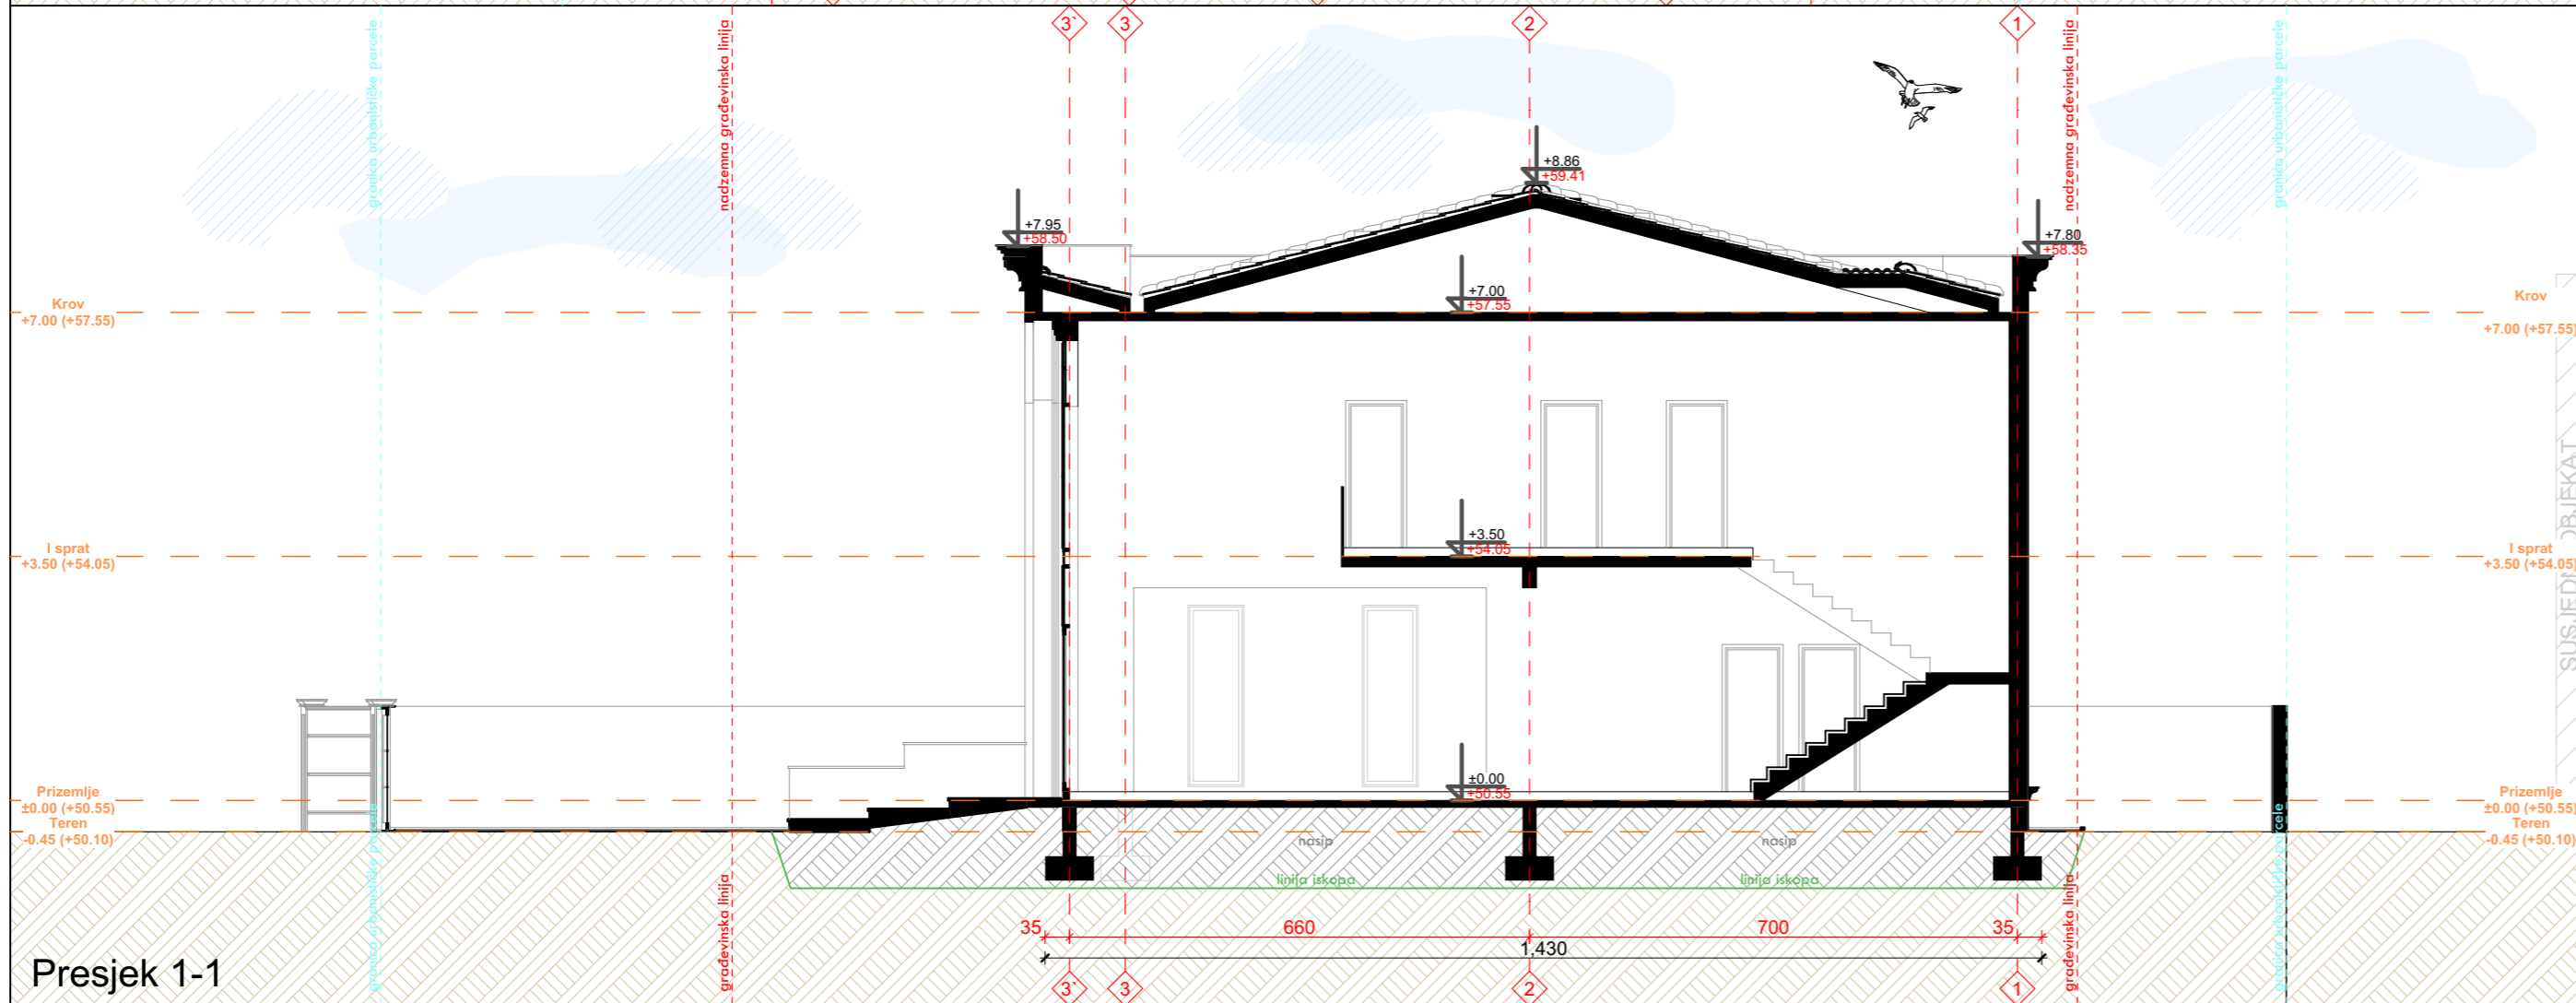 3'
3
2
1
granica urbanističke parcele
nadzemna građevinska linija
nadzemna građevinska linija
granica urbanističke parcele
+8.86
+59.41
+7.95
+58.50
+7.80
+58.35
Krov
+7.00 (+57.55)
+7.00
+57.55
Krov
+7.00 (+57.55)
I sprat
+3.50 (+54.05)
+3.50
+54.05
I sprat
+3.50 (+54.05)
SUSJEDNI OBJEKAT
Prizemlje
±0.00 (+50.55)
Teren
-0.45 (+50.10)
±0.00
+50.55
Prizemlje
±0.00 (+50.55)
Teren
-0.45 (+50.10)
nasip
nasip
linija iskopa
linija iskopa
granica urbanističke parcele
građevinska linija
građevinska linija
granica urbanističke parcele
35
660
700
35
1,430
Presjek 1-1
3'
3
2
1